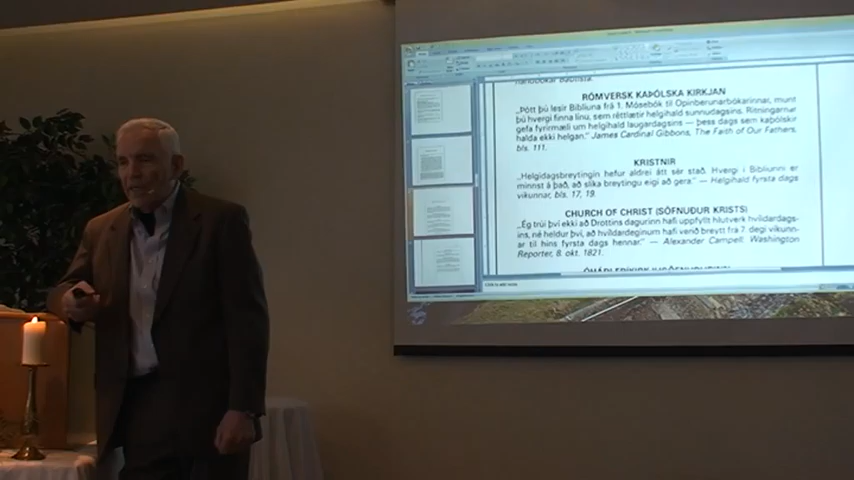 handbókar Baptista.
RÓMVERSK KAÞÓLSKA KIRKJAN
„Þótt þú lesir Biblíuna frá 1. Mósebók til Opinberunarbókarinnar, munt
þú hvergi finna línu, sem réttlætir helgihald sunnudagsins. Ritningarnar
gefa fyrirmæli um helgihald laugardagsins — þess dags sem kaþólskir
halda ekki helgan.“ James Cardinal Gibbons, The Faith of Our Fathers,
bls. 111.
KRISTNIR
„Helgidagsbreytingin hefur aldrei átt sér stað. Hvergi í Biblíunni er
minnst á það, að slíka breytingu eigi að gera.“ — Helgihald fyrsta dags
vikunnar, bls. 17, 19.
CHURCH OF CHRIST (SÖFNUÐUR KRISTS)
„Ég trúi því ekki að Drottins dagurinn hafi uppfyllt hlutverk hvíldardags-
ins, né heldur því, að hvíldardeginum hafi verið breytt frá 7. degi vikunn-
ar til hins fyrsta dags hennar.“ — Alexander Campell, Washington
Reporter, 8. okt. 1821.